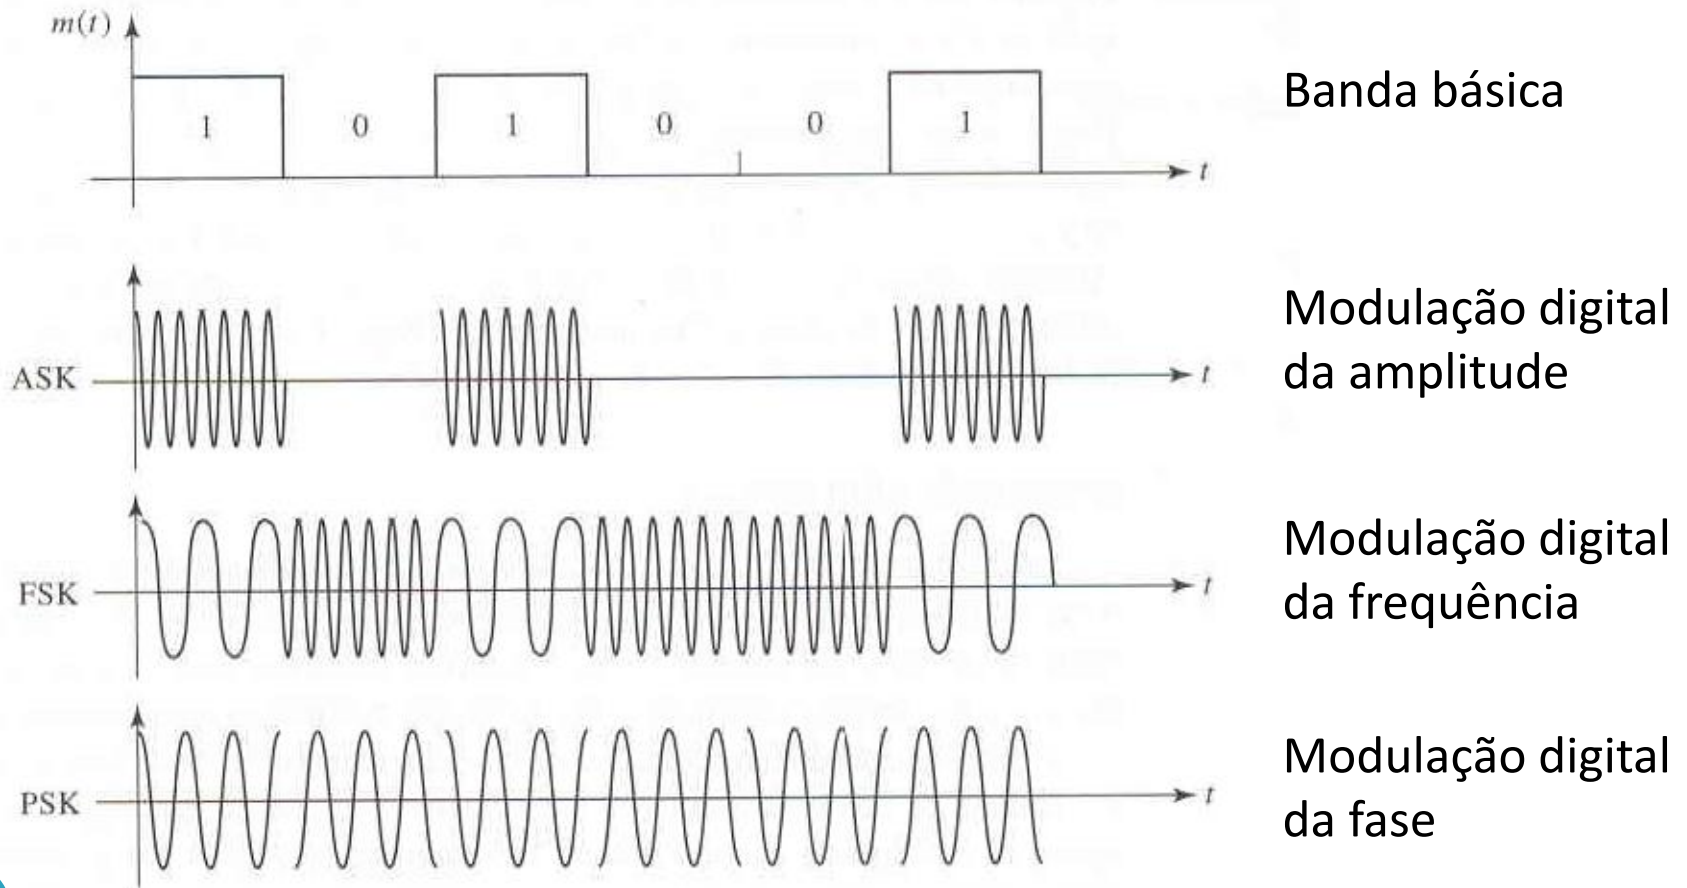 m(t)
1 0 1 0 0 1
t
Banda básica
ASK
t
Modulação digital
da amplitude
FSK
t
Modulação digital
da frequência
PSK
t
Modulação digital
da fase